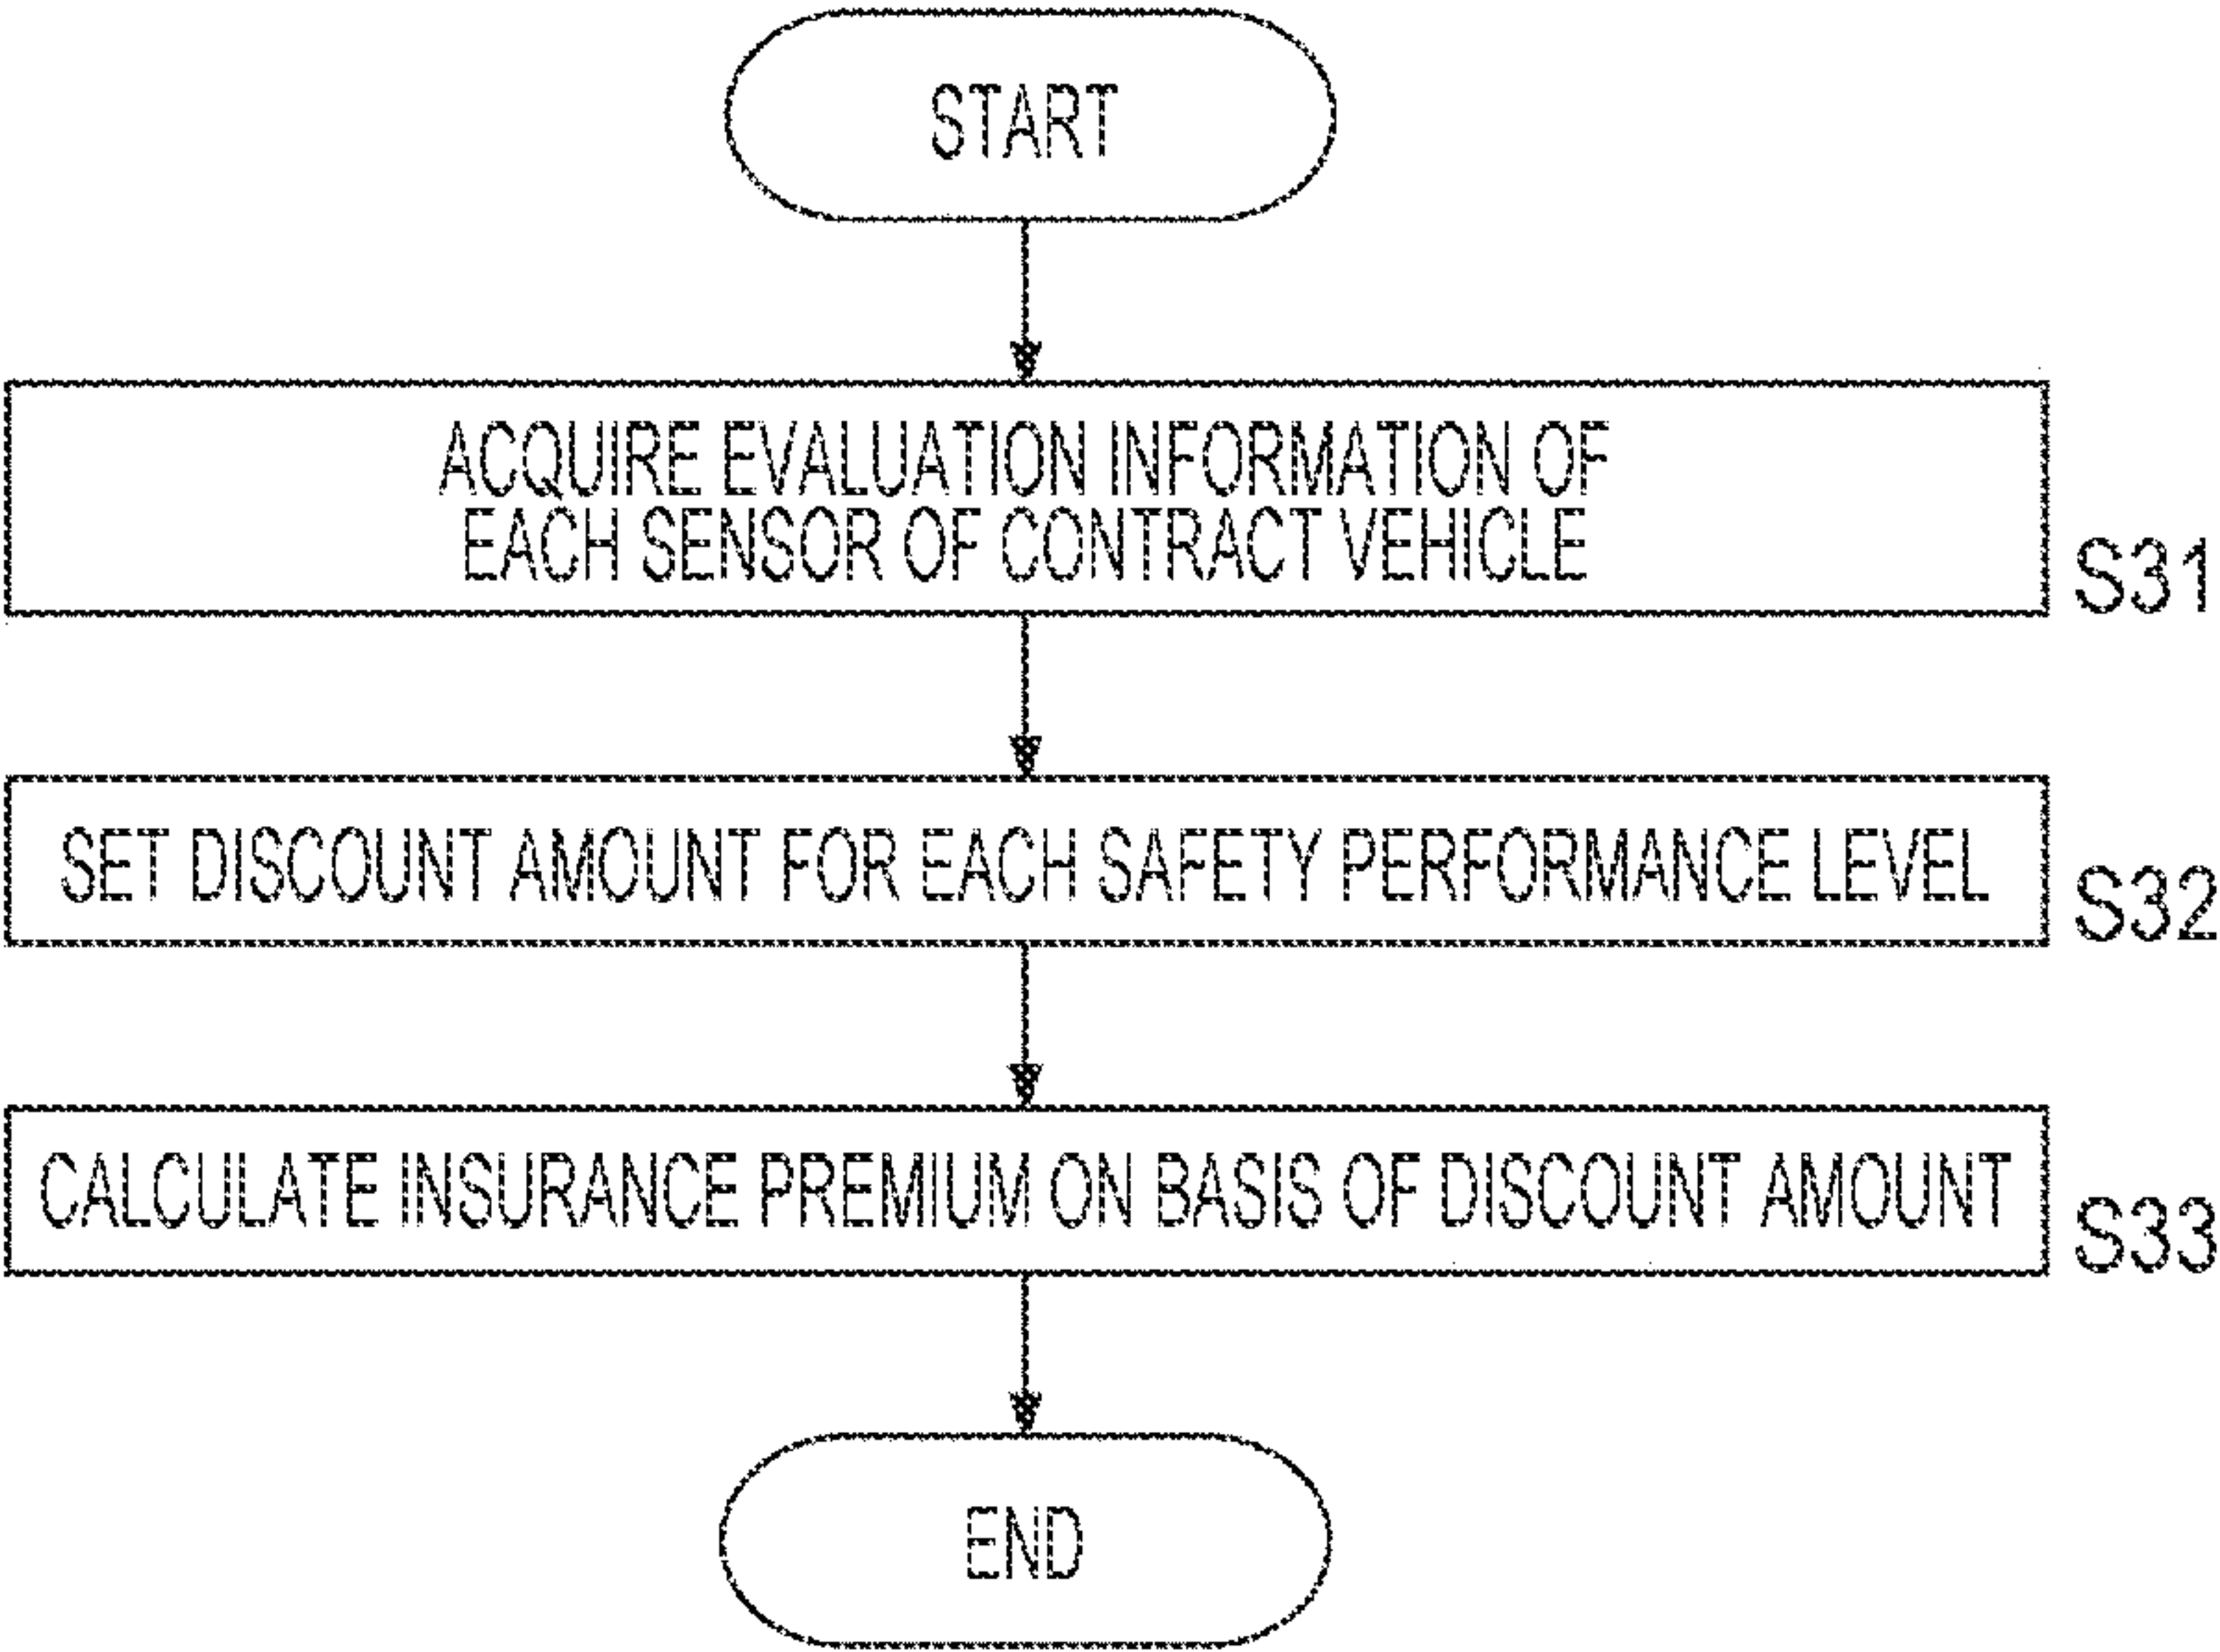 START
ACQUIRE EVALUATION INFORMATION OF
EACH SENSOR OF CONTRACT VEHICLE
S31
SET DISCOUNT AMOUNT FOR EACH SAFETY PERFORMANCE LEVEL
S32
CALCULATE INSURANCE PREMIUM ON BASIS OF DISCOUNT AMOUNT
S33
END